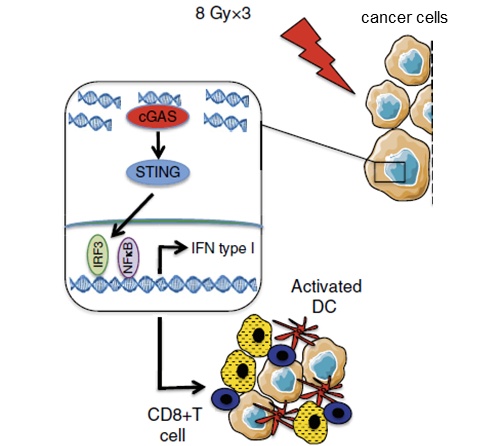 8 Gy×3
cancer cells
cGAS
STING
IRF3
NFκB
IFN type I
Activated
DC
CD8+T
cell